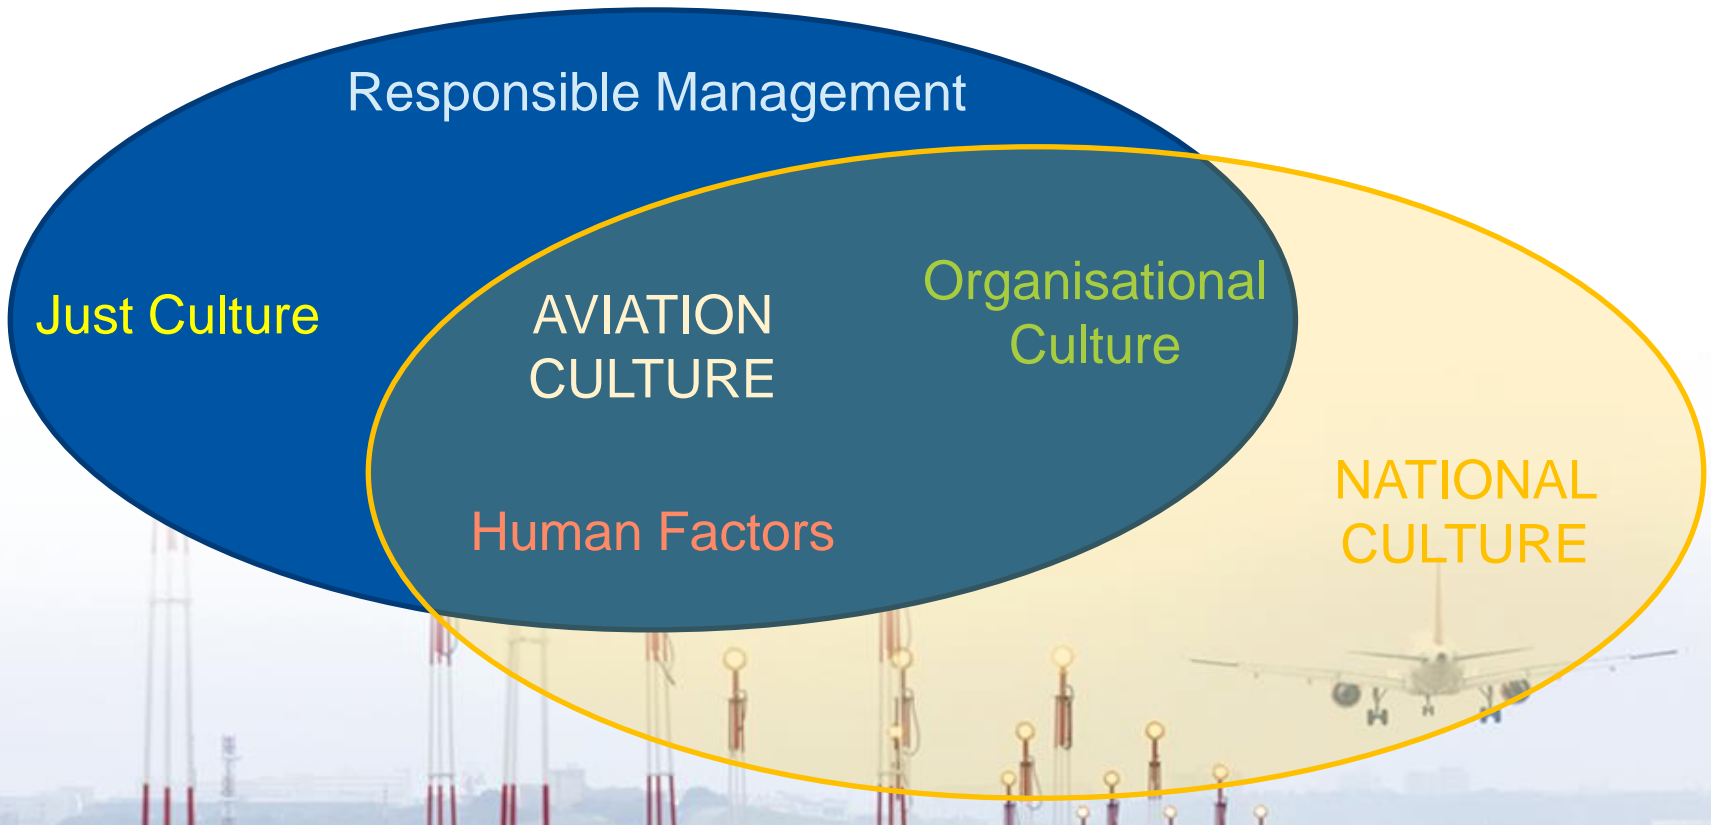 Responsible Management
Just Culture
AVIATION
CULTURE
Organisational
Culture
Human Factors
NATIONAL
CULTURE